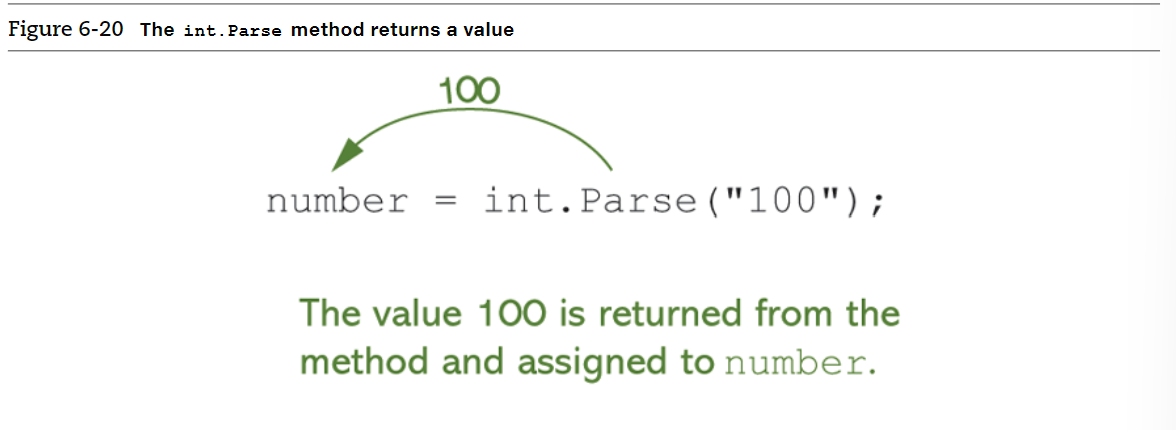 Figure 6-20 The int.Parse method returns a value
100
number = int.Parse("100");
The value 100 is returned from the
method and assigned to number.